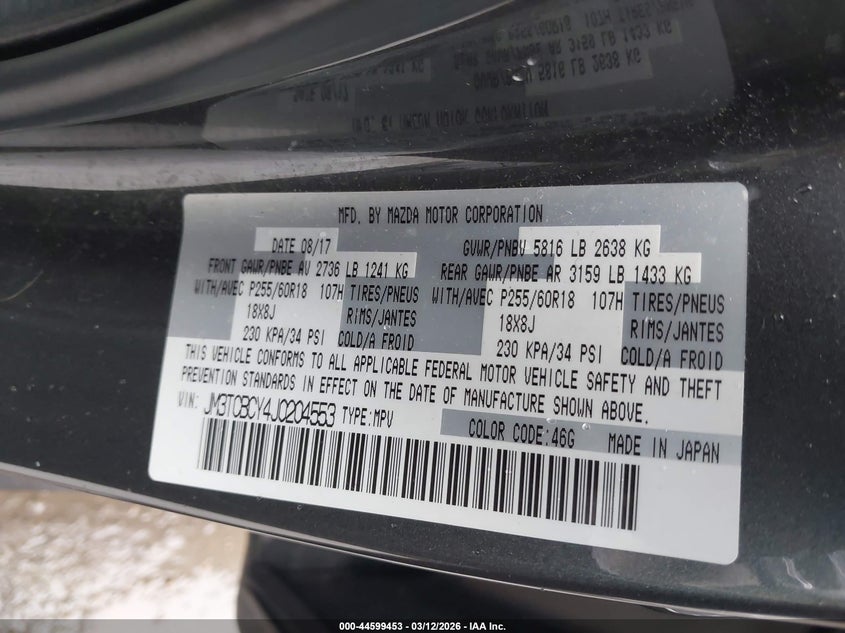 MFD. BY MAZDA MOTOR CORPORATION
DATE 08/17 GVWR/PNBV 5816 LB 2638 KG
FRONT GAWR/PNBE AV 2736 LB 1241 KG REAR GAWR/PNBE AR 3159 LB 1433 KG
WITH/AVEC P255/60R18 107H TIRES/PNEUS WITH/AVEC P255/60R18 107H TIRES/PNEUS
18X8J RIMS/JANTES 18X8J RIMS/JANTES
230 KPA/34 PSI COLD/A FROID 230 KPA/34 PSI COLD/A FROID
THIS VEHICLE CONFORMS TO ALL APPLICABLE FEDERAL MOTOR VEHICLE SAFETY AND THEFT
PREVENTION STANDARDS IN EFFECT ON THE DATE OF MANUFACTURE SHOWN ABOVE.
VIN: JM3TCBCY4J0204553 TYPE:MPV
COLOR CODE:46G MADE IN JAPAN
000-44599453 - 03/12/2026 - IAA Inc.